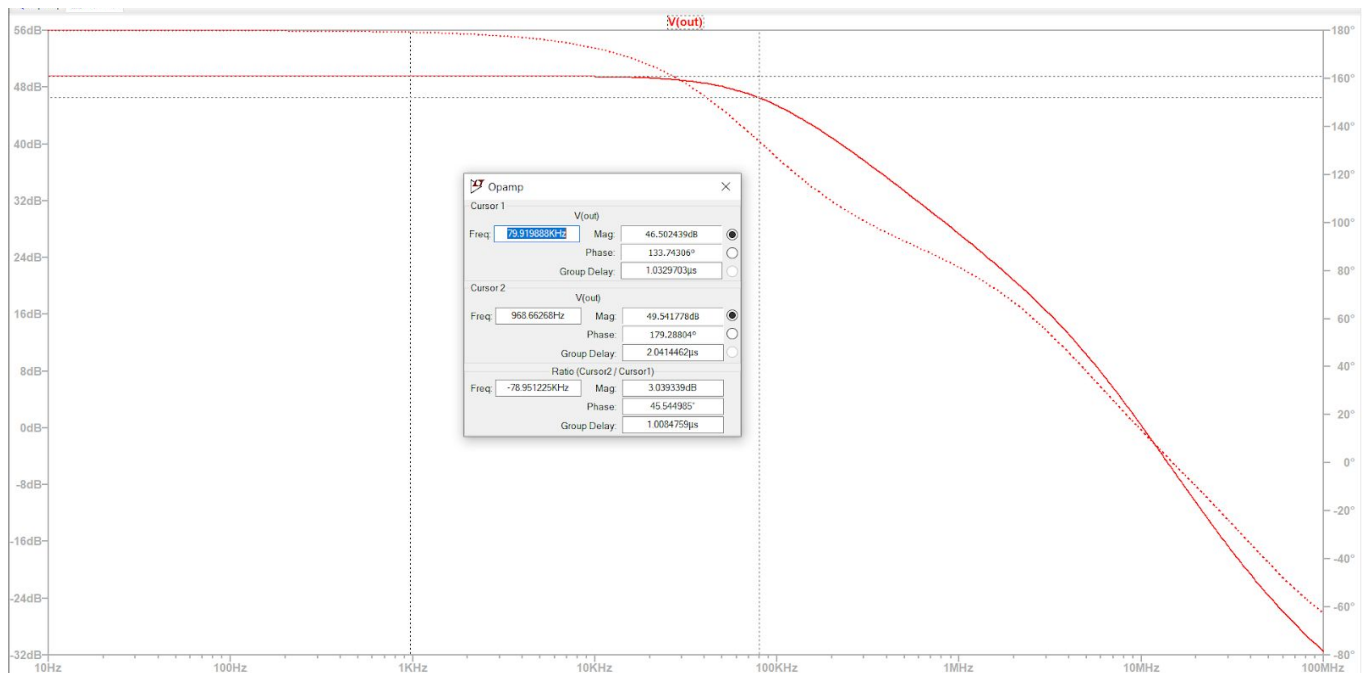 V(out)
56dB
48dB
40dB
32dB
24dB
16dB
8dB
0dB
-8dB
-16dB
-24dB
-32dB
180°
160°
140°
120°
100°
80°
60°
40°
20°
0°
-20°
-40°
-60°
-80°
10Hz
100Hz
1KHz
10KHz
100KHz
1MHz
10MHz
100MHz
Opamp
Cursor 1
V(out)
Freq: 79.919888KHz Mag: 46.502439dB
Phase: 133.74306°
Group Delay: 1.0329703µs
Cursor 2
V(out)
Freq: 968.66268Hz Mag: 49.541778dB
Phase: 179.28804°
Group Delay: 2.0414462µs
Ratio (Cursor2 / Cursor1)
Freq: -78.951225KHz Mag: 3.039339dB
Phase: 45.544985°
Group Delay: 1.0084759µs